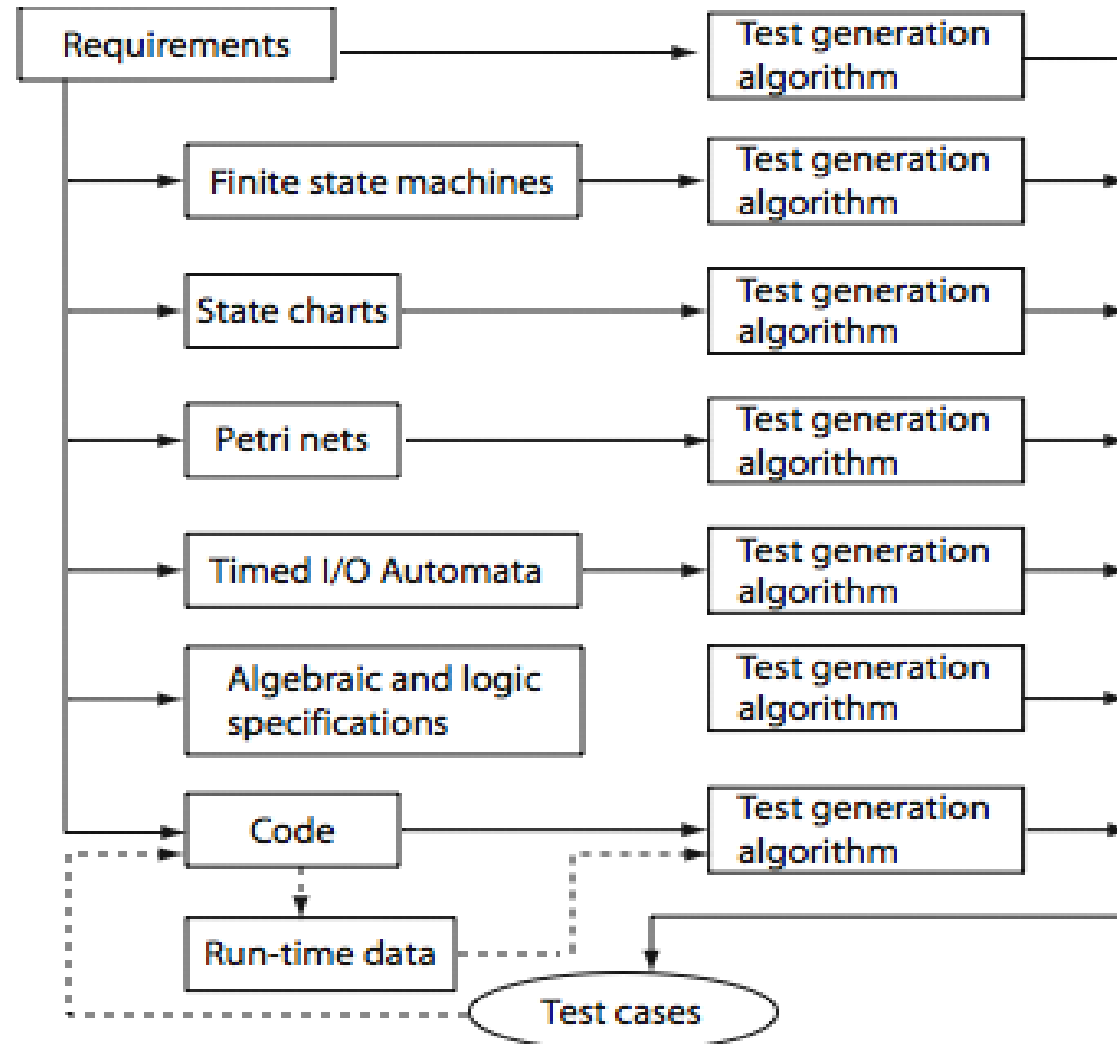 Requirements
Test generation
algorithm
Finite state machines
Test generation
algorithm
State charts
Test generation
algorithm
Petri nets
Test generation
algorithm
Timed I/O Automata
Test generation
algorithm
Algebraic and logic
specifications
Test generation
algorithm
Code
Test generation
algorithm
Run-time data
Test cases